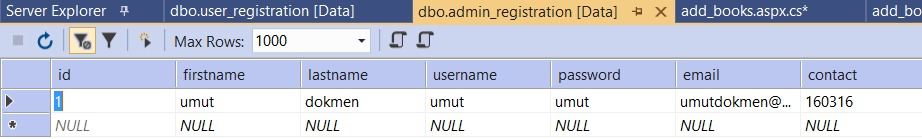 Server Explorer dbo.user_registration [Data] dbo.admin_registration [Data] add_books.aspx.cs* add_bo
Max Rows: 1000
id firstname lastname username password email contact
1 umut dokmen umut umut umutdokmen@... 160316
NULL NULL NULL NULL NULL NULL NULL